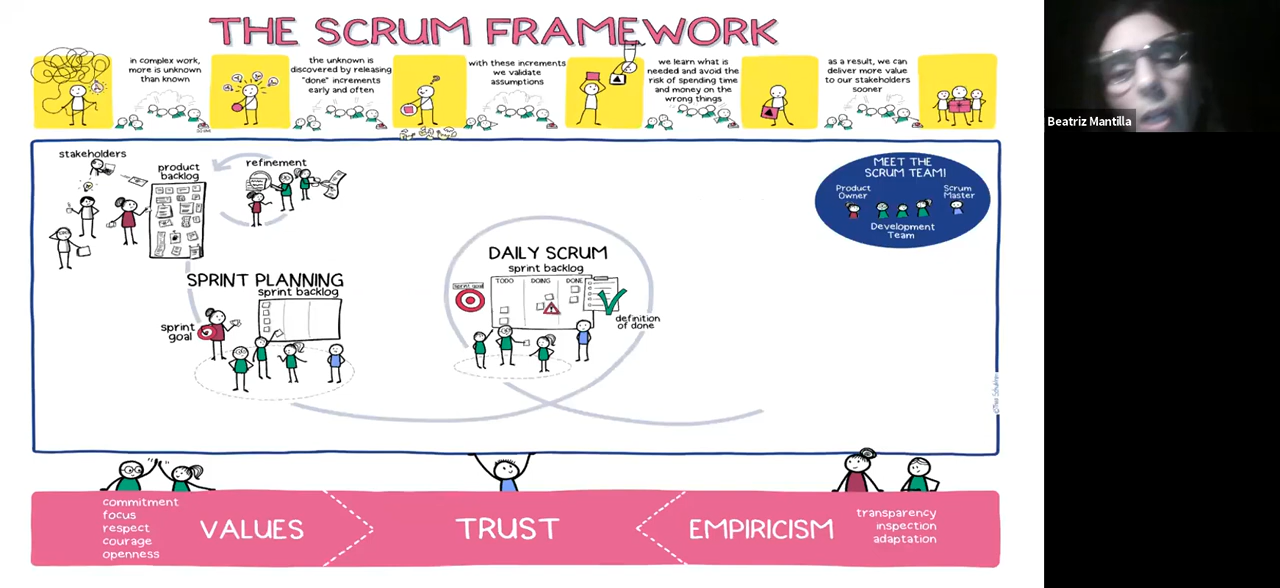 THE SCRUM FRAMEWORK
in complex work,
more is unknown
than known
the unknown is
discovered by releasing
"done" increments
early and often
with these increments
we validate
assumptions
we learn what is
needed and avoid the
risk of spending time
and money on the
wrong things
as a result, we can
deliver more value
to our stakeholders
sooner
Beatriz Mantilla
stakeholders
product
backlog
refinement
MEET THE
SCRUM TEAM!
Product
Owner
Scrum
Master
Development
Team
SPRINT PLANNING
sprint backlog
sprint
goal
DAILY SCRUM
sprint backlog
sprint goal
TODO
DOING
DONE
definition
of done
commitment
focus
respect
courage
openness
VALUES
TRUST
EMPIRICISM
transparency
inspection
adaptation